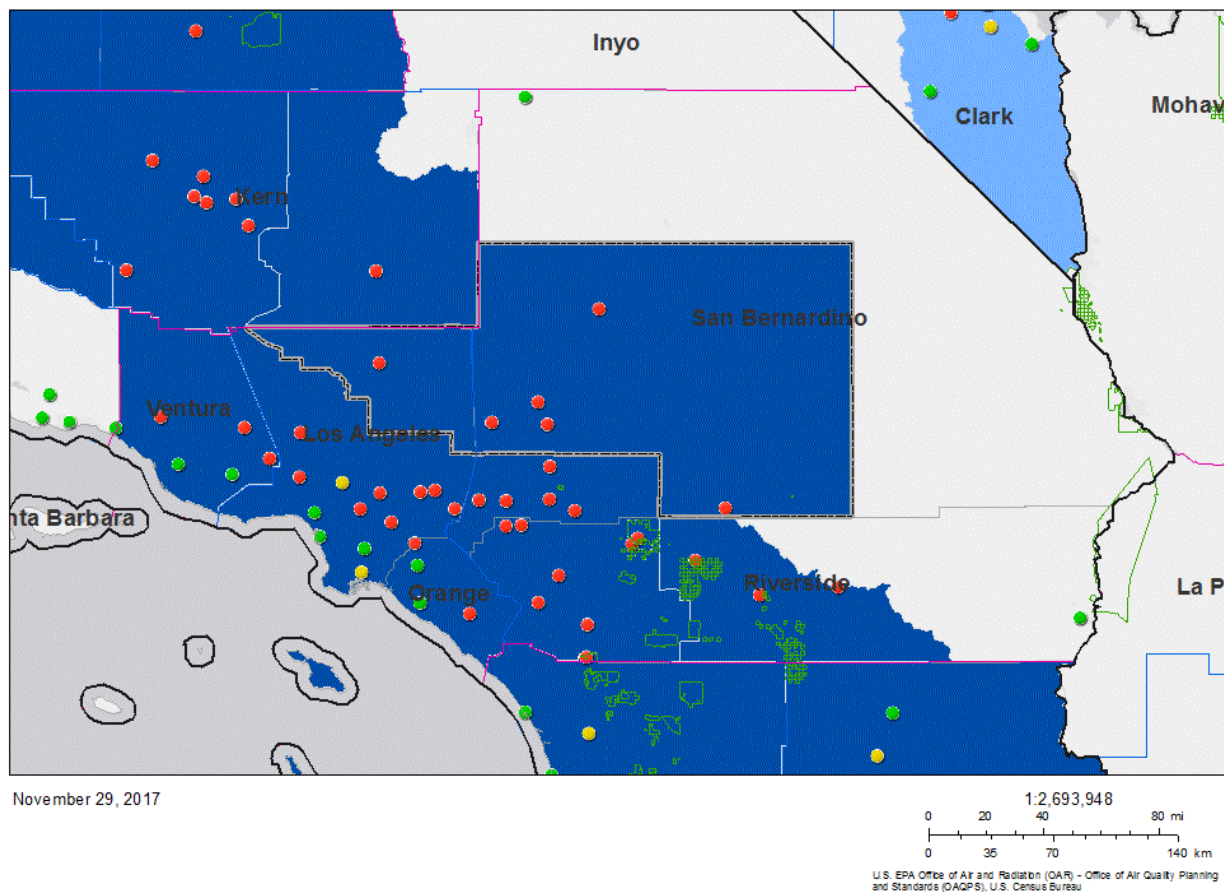 Inyo
Clark
Mohav
Kern
San Bernardino
Ventura
Los Angeles
nta Barbara
Orange
Riverside
La P
November 29, 2017
1:2,693,948
0 20 40 80 mi
0 35 70 140 km
U.S. EPA Office of Air and Radiation (OAR) - Office of Air Quality Planning
and Standards (OAQPS), U.S. Census Bureau